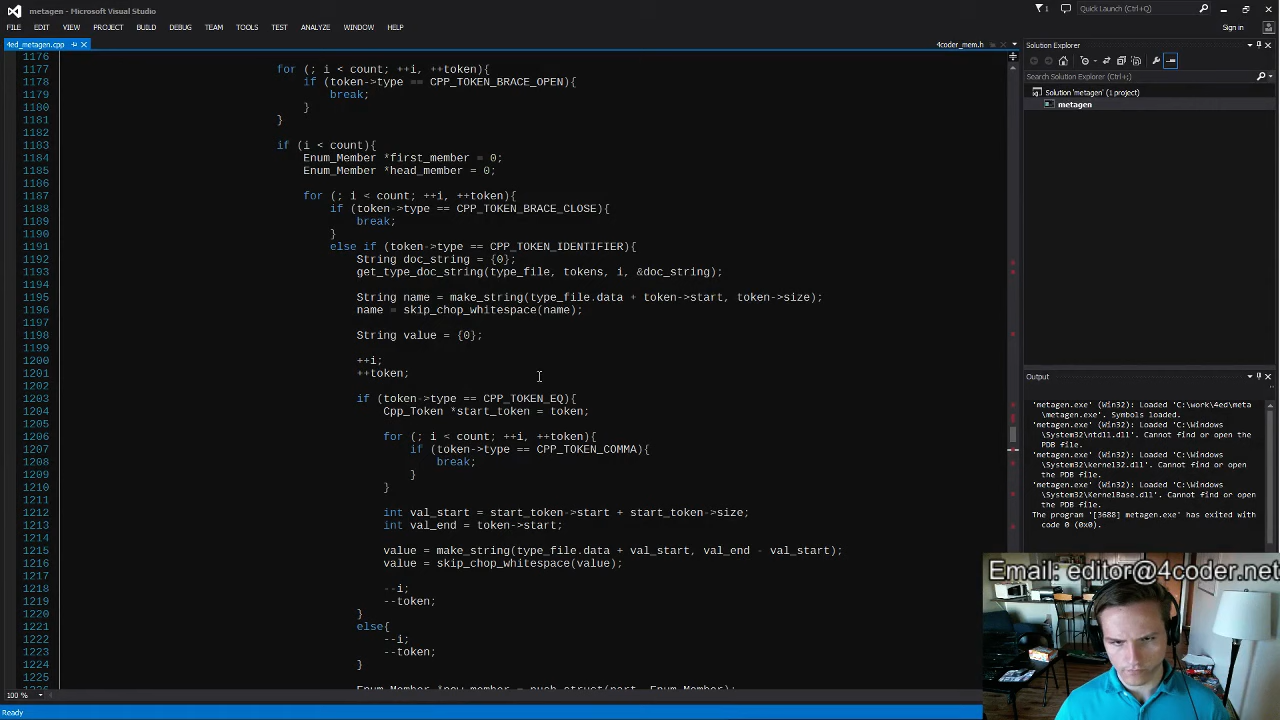 metagen - Microsoft Visual Studio
1
Quick Launch (Ctrl+;)
FILE EDIT VIEW PROJECT BUILD DEBUG TEAM TOOLS TEST ANALYZE WINDOW HELP
Sign in
4ed_metagen.cpp
4coder_mem.h
Solution Explorer
Search Solution Explorer (Ctrl+;)
Solution 'metagen' (1 project)
metagen
1176
1177 for (; i < count; ++i, ++token){
1178 if (token->type == CPP_TOKEN_BRACE_OPEN){
1179 break;
1180 }
1181 }
1182
1183 if (i < count){
1184 Enum_Member *first_member = 0;
1185 Enum_Member *head_member = 0;
1186
1187 for (; i < count; ++i, ++token){
1188 if (token->type == CPP_TOKEN_BRACE_CLOSE){
1189 break;
1190 }
1191 else if (token->type == CPP_TOKEN_IDENTIFIER){
1192 String doc_string = {0};
1193 get_type_doc_string(type_file, tokens, i, &doc_string);
1194
1195 String name = make_string(type_file.data + token->start, token->size);
1196 name = skip_chop_whitespace(name);
1197
1198 String value = {0};
1199
1200 ++i;
1201 ++token;
1202
1203 if (token->type == CPP_TOKEN_EQ){
1204 Cpp_Token *start_token = token;
1205
1206 for (; i < count; ++i, ++token){
1207 if (token->type == CPP_TOKEN_COMMA){
1208 break;
1209 }
1210 }
1211
1212 int val_start = start_token->start + start_token->size;
1213 int val_end = token->start;
1214
1215 value = make_string(type_file.data + val_start, val_end - val_start);
1216 value = skip_chop_whitespace(value);
1217
1218 --i;
1219 --token;
1220 }
1221 else{
1222 --i;
1223 --token;
1224 }
1225
1226 Enum_Member *new_member = push_struct(part, Enum_Member);
Output
'metagen.exe' (Win32): Loaded 'C:\work\4ed\meta
\metagen.exe'. Symbols loaded.
'metagen.exe' (Win32): Loaded 'C:\Windows
\System32\ntdll.dll'. Cannot find or open the
PDB file.
'metagen.exe' (Win32): Loaded 'C:\Windows
\System32\kernel32.dll'. Cannot find or open
the PDB file.
'metagen.exe' (Win32): Loaded 'C:\Windows
\System32\KernelBase.dll'. Cannot find or open
the PDB file.
The program '[3688] metagen.exe' has exited with
code 0 (0x0).
Email: editor@4coder.net
100 %
Ready